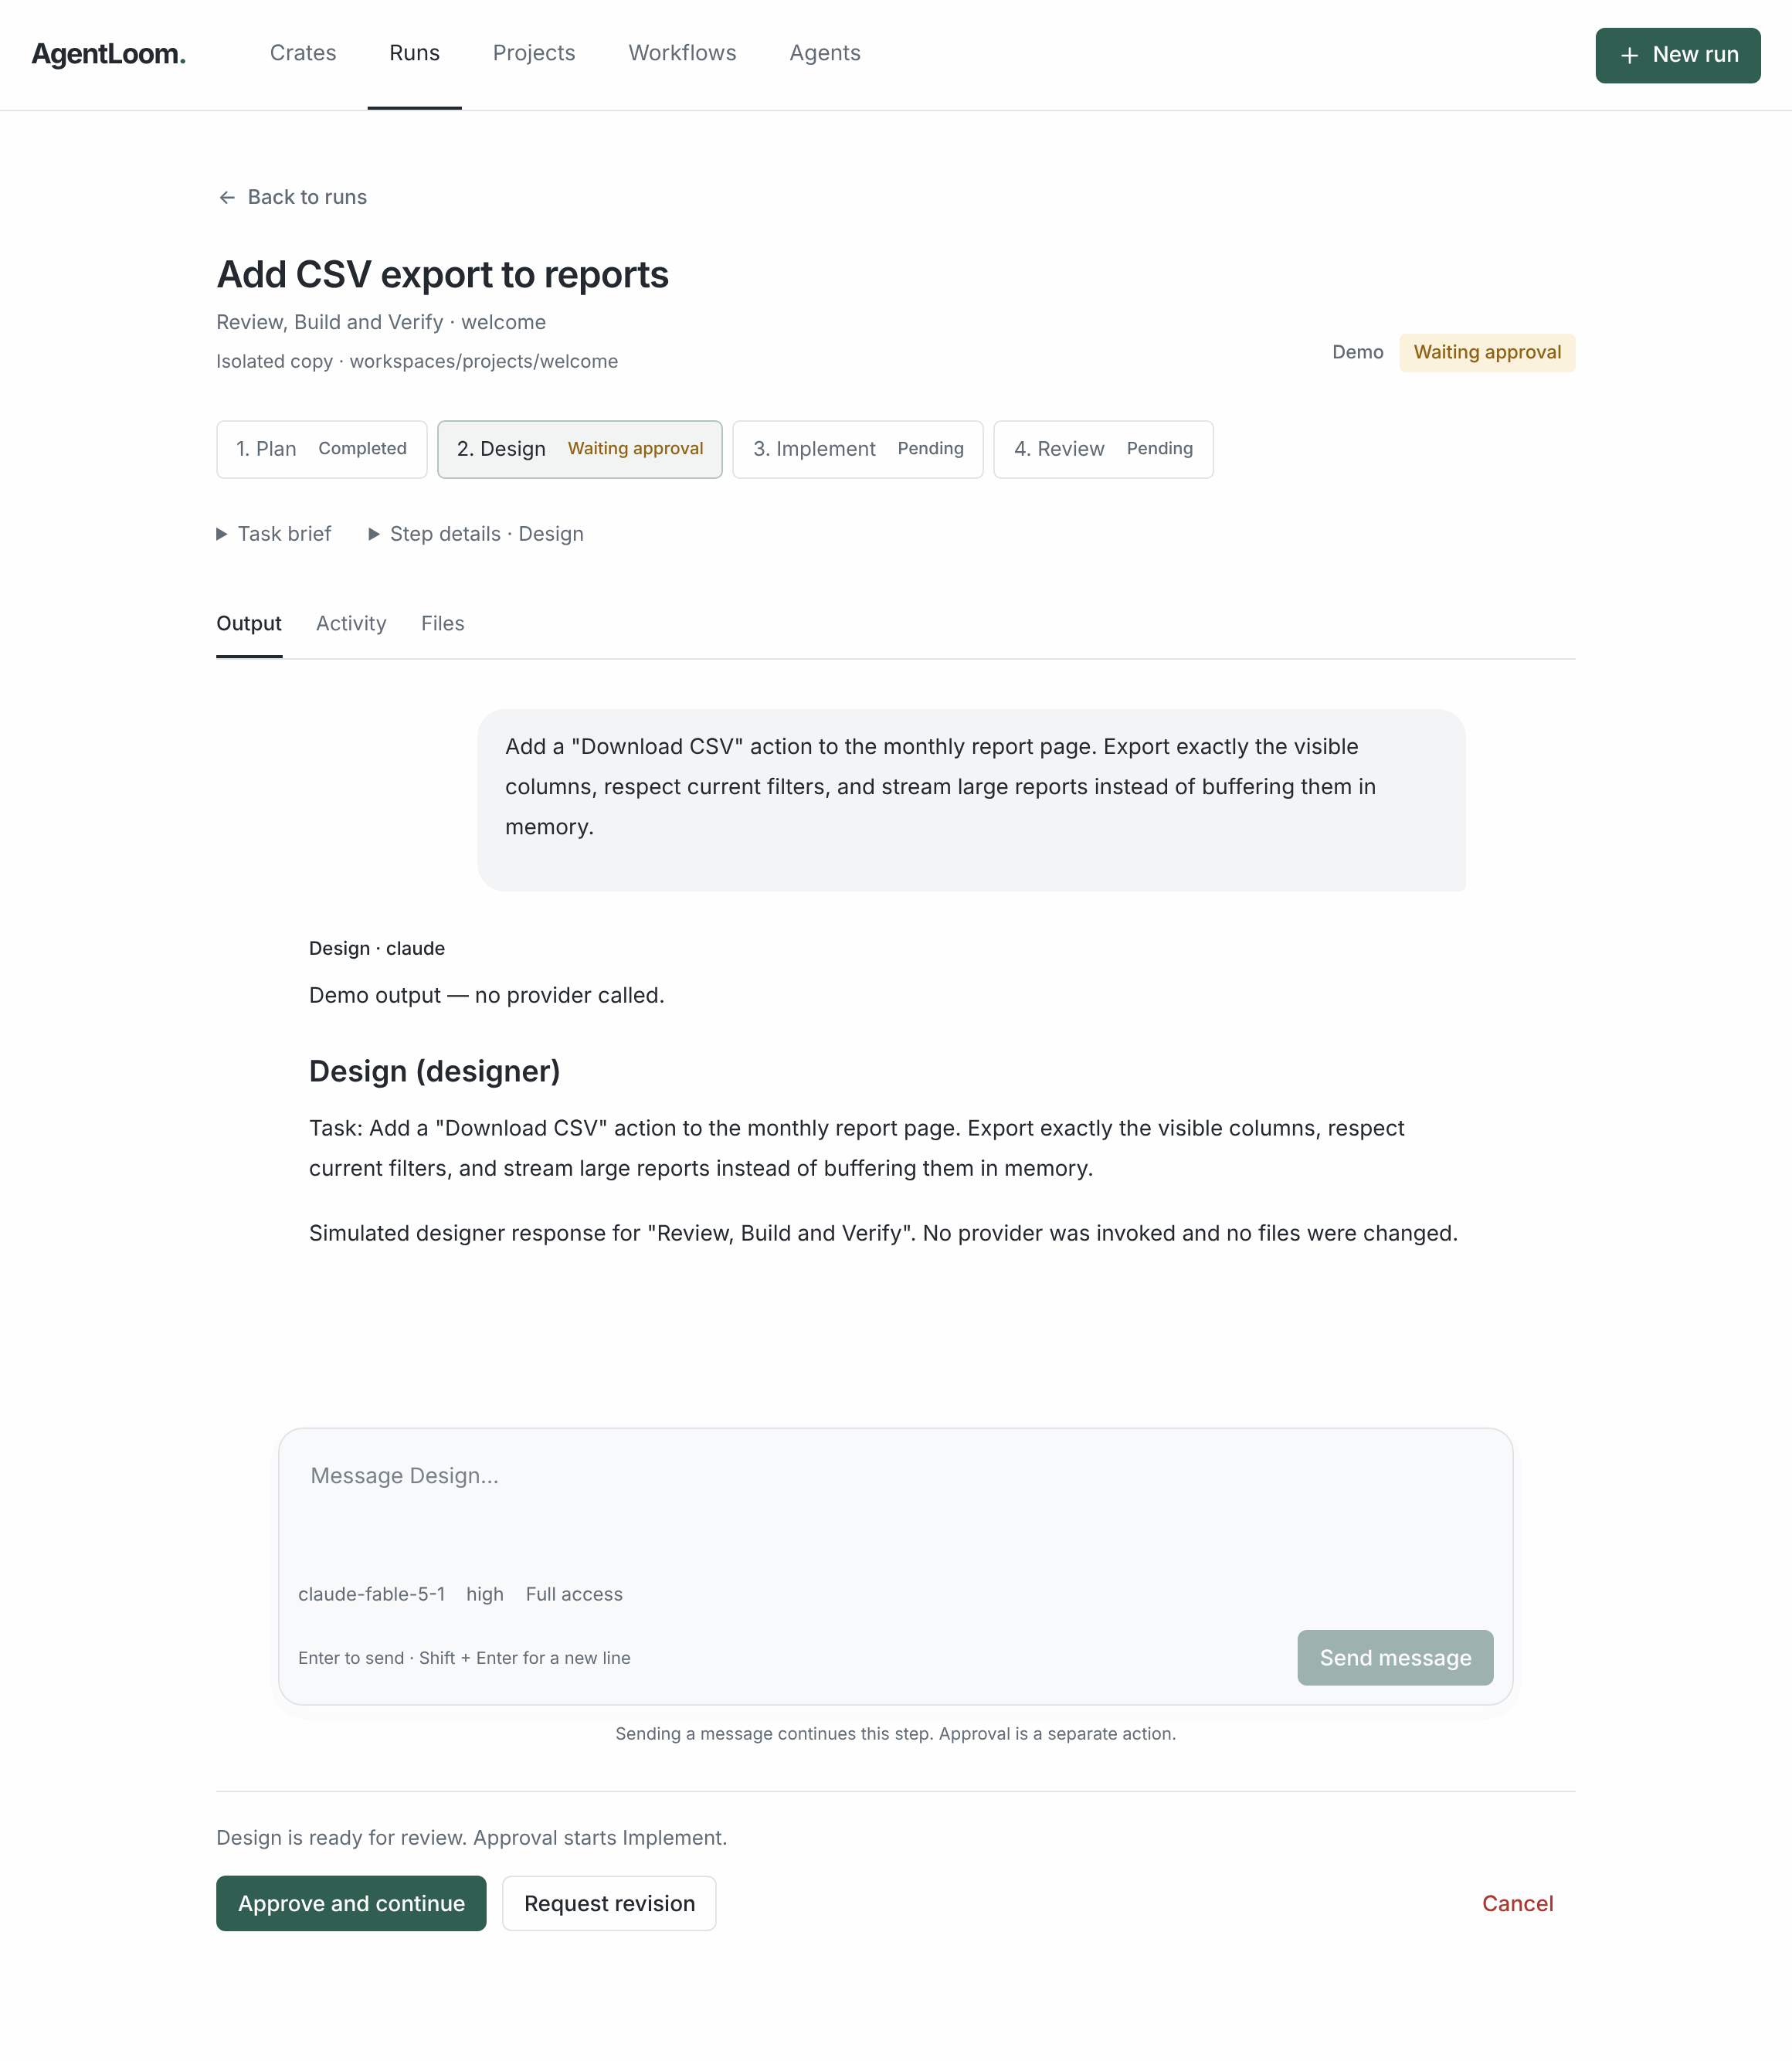 AgentLoom.
Crates
Runs
Projects
Workflows
Agents
+ New run
← Back to runs
Add CSV export to reports
Review, Build and Verify · welcome
Isolated copy · workspaces/projects/welcome
Demo
Waiting approval
1. Plan Completed
2. Design Waiting approval
3. Implement Pending
4. Review Pending
▶ Task brief
▶ Step details · Design
Output
Activity
Files
Add a "Download CSV" action to the monthly report page. Export exactly the visible
columns, respect current filters, and stream large reports instead of buffering them in
memory.
Design · claude
Demo output — no provider called.
Design (designer)
Task: Add a "Download CSV" action to the monthly report page. Export exactly the visible columns, respect
current filters, and stream large reports instead of buffering them in memory.
Simulated designer response for "Review, Build and Verify". No provider was invoked and no files were changed.
Message Design...
claude-fable-5-1 high Full access
Enter to send · Shift + Enter for a new line
Send message
Sending a message continues this step. Approval is a separate action.
Design is ready for review. Approval starts Implement.
Approve and continue
Request revision
Cancel